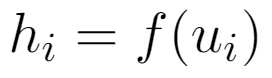 h_i = f(u_i)